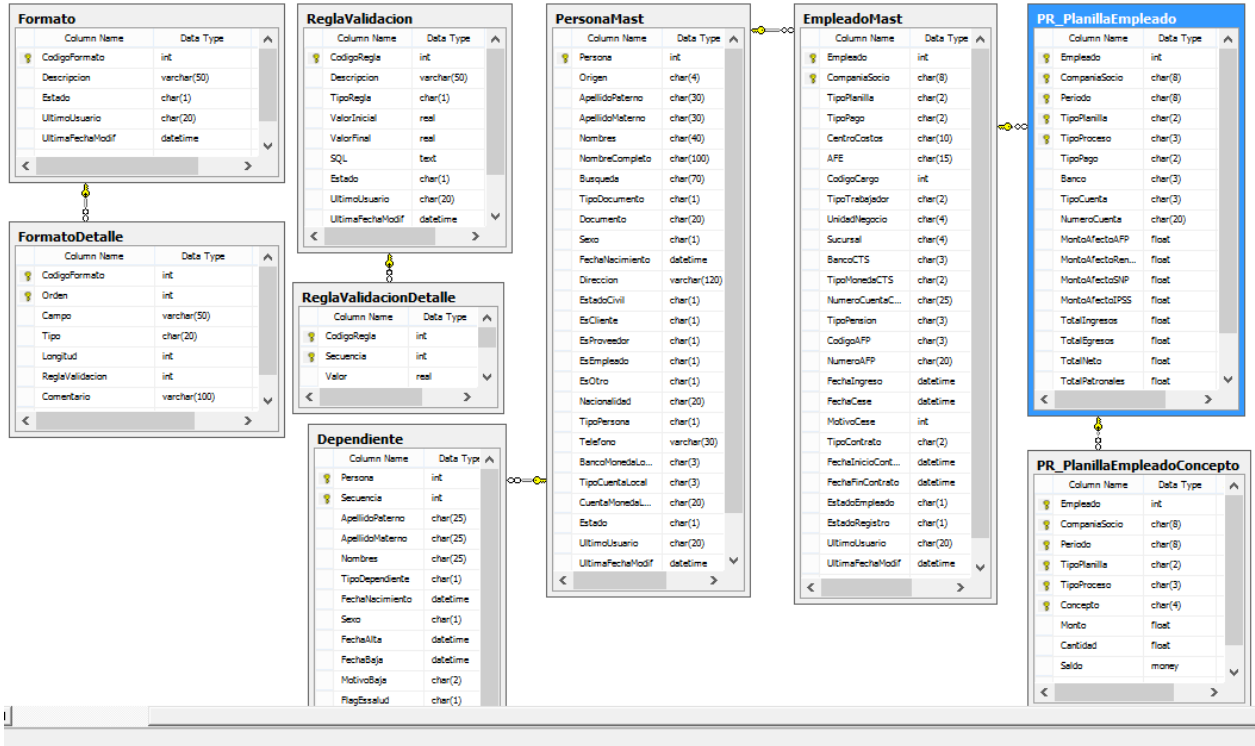 Formato
Column Name Data Type
CodigoFormato int
Descripcion varchar(50)
Estado char(1)
UltimoUsuario char(20)
UltimaFechaModif datetime
FormatoDetalle
Column Name Data Type
CodigoFormato int
Orden int
Campo varchar(50)
Tipo char(20)
Longitud int
ReglaValidacion int
Comentario varchar(100)
ReglaValidacion
Column Name Data Type
CodigoRegla int
Descripcion varchar(50)
TipoRegla char(1)
ValorInicial real
ValorFinal real
SQL text
Estado char(1)
UltimoUsuario char(20)
UltimaFechaModif datetime
ReglaValidacionDetalle
Column Name Data Type
CodigoRegla int
Secuencia int
Valor real
Dependiente
Column Name Data Type
Persona int
Secuencia int
ApellidoPaterno char(25)
ApellidoMaterno char(25)
Nombres char(25)
TipoDependiente char(1)
FechaNacimiento datetime
Sexo char(1)
FechaAlta datetime
FechaBaja datetime
MotivoBaja char(2)
FlagEssalud char(1)
PersonaMast
Column Name Data Type
Persona int
Origen char(4)
ApellidoPaterno char(30)
ApellidoMaterno char(30)
Nombres char(40)
NombreCompleto char(100)
Busqueda char(70)
TipoDocumento char(1)
Documento char(20)
Sexo char(1)
FechaNacimiento datetime
Direccion varchar(120)
EstadoCivil char(1)
EsCliente char(1)
EsProveedor char(1)
EsEmpleado char(1)
EsOtro char(1)
Nacionalidad char(20)
TipoPersona char(1)
Telefono varchar(30)
BancoMonedaLo... char(3)
TipoCuentaLocal char(3)
CuentaMonedaL... char(20)
Estado char(1)
UltimoUsuario char(20)
UltimaFechaModif datetime
EmpleadoMast
Column Name Data Type
Empleado int
CompaniaSocio char(8)
TipoPlanilla char(2)
TipoPago char(2)
CentroCostos char(10)
AFE char(15)
CodigoCargo int
TipoTrabajador char(2)
UnidadNegocio char(4)
Sucursal char(4)
BancoCTS char(3)
TipoMonedaCTS char(2)
NumeroCuentaC... char(25)
TipoPension char(3)
CodigoAFP char(3)
NumeroAFP char(20)
FechaIngreso datetime
FechaCese datetime
MotivoCese int
TipoContrato char(2)
FechaInicioCont... datetime
FechaFinContrato datetime
EstadoEmpleado char(1)
EstadoRegistro char(1)
UltimoUsuario char(20)
UltimaFechaModif datetime
PR_PlanillaEmpleado
Column Name Data Type
Empleado int
CompaniaSocio char(8)
Periodo char(8)
TipoPlanilla char(2)
TipoProceso char(3)
TipoPago char(2)
Banco char(3)
TipoCuenta char(3)
NumeroCuenta char(20)
MontoAfectoAFP float
MontoAfectoRen... float
MontoAfectoSNP float
MontoAfectoIPSS float
TotalIngresos float
TotalEgresos float
TotalNeto float
TotalPatronales float
PR_PlanillaEmpleadoConcepto
Column Name Data Type
Empleado int
CompaniaSocio char(8)
Periodo char(8)
TipoPlanilla char(2)
TipoProceso char(3)
Concepto char(4)
Monto float
Cantidad float
Saldo money